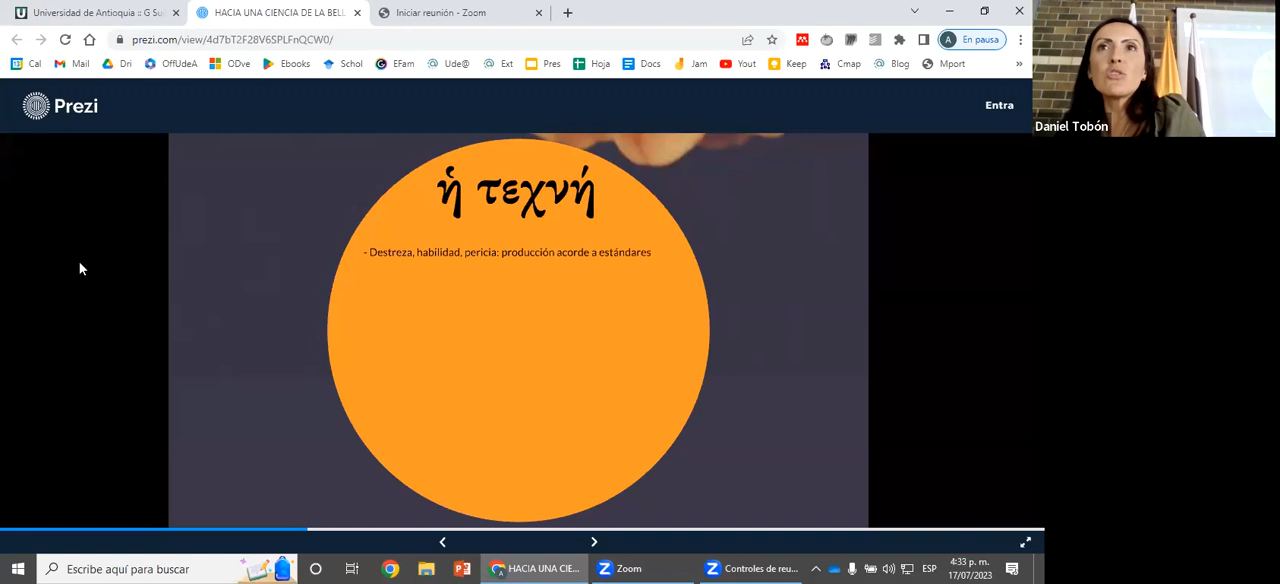 Universidad de Antioquia :: G Su
HACIA UNA CIENCIA DE LA BELL
Iniciar reunión - Zoom
prezi.com/view/4d7bT2F28V6SPLFnQCW0/
A En pausa
Cal Mail Dri OffUdeA ODve Ebooks Schol EFam Ude@ Ext Pres Hoja Docs Jam Yout Keep Cmap Blog Mport »
Prezi
Entra
Daniel Tobón
ἡ τεχνή
- Destreza, habilidad, pericia: producción acorde a estándares
Escribe aquí para buscar
HACIA UNA CIE...
Zoom
Controles de reu...
ESP
4:33 p. m.
17/07/2023